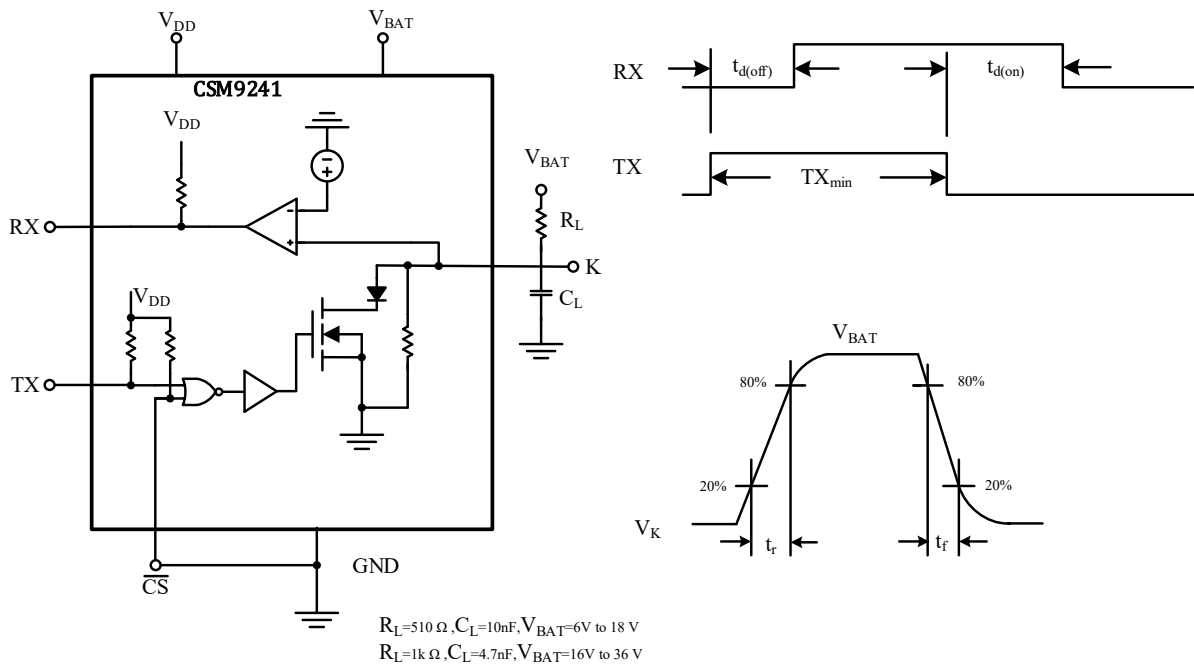 V_DD
V_BAT
CSM9241
V_DD
−
+
-
+
RX
V_BAT
R_L
K
C_L
V_DD
TX
CS
GND
R_L=510 Ω ,C_L=10nF,V_BAT=6V to 18 V
R_L=1k Ω ,C_L=4.7nF,V_BAT=16V to 36 V
RX
t_d(off)
t_d(on)
TX
TX_min
V_BAT
80%
80%
20%
20%
V_K
t_r
t_f